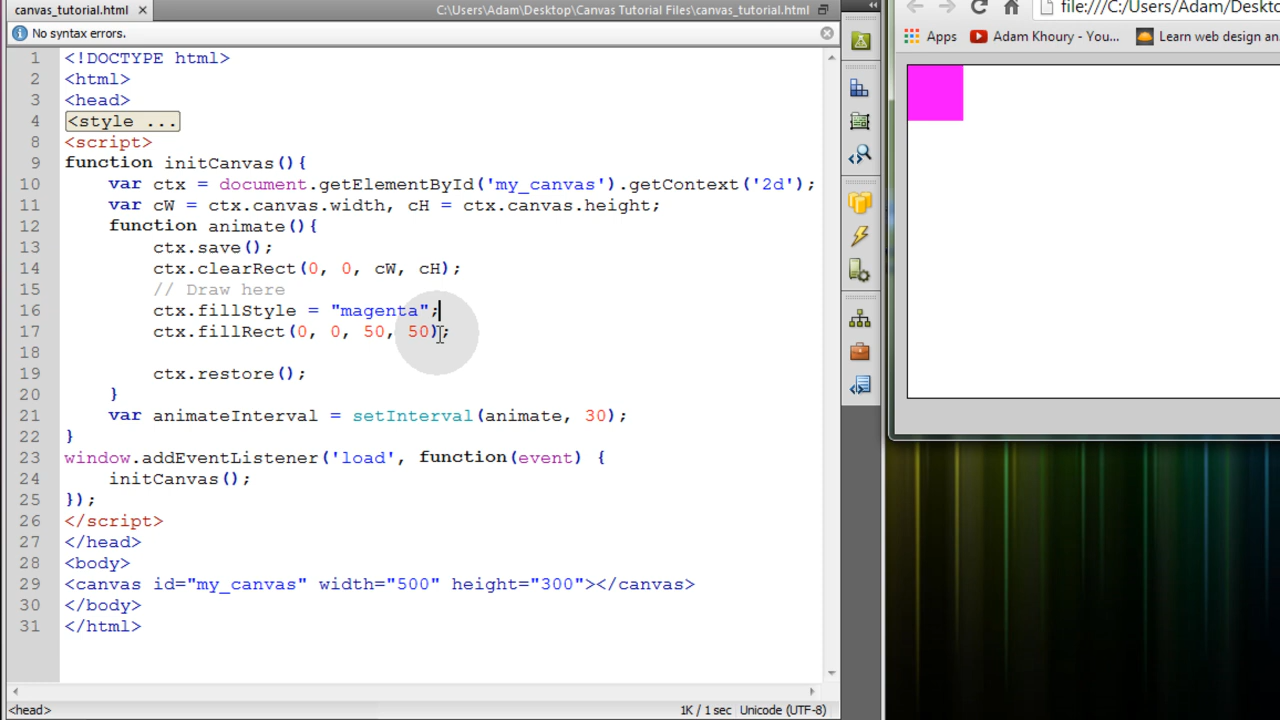 canvas_tutorial.html
C:\Users\Adam\Desktop\Canvas Tutorial Files\canvas_tutorial.html
No syntax errors.
1 <!DOCTYPE html>
2 <html>
3 <head>
4 <style ...
8 <script>
9 function initCanvas(){
10 var ctx = document.getElementById('my_canvas').getContext('2d');
11 var cW = ctx.canvas.width, cH = ctx.canvas.height;
12 function animate(){
13 ctx.save();
14 ctx.clearRect(0, 0, cW, cH);
15 // Draw here
16 ctx.fillStyle = "magenta";
17 ctx.fillRect(0, 0, 50, 50);
18
19 ctx.restore();
20 }
21 var animateInterval = setInterval(animate, 30);
22 }
23 window.addEventListener('load', function(event) {
24 initCanvas();
25 });
26 </script>
27 </head>
28 <body>
29 <canvas id="my_canvas" width="500" height="300"></canvas>
30 </body>
31 </html>
<head>
1K / 1 sec Unicode (UTF-8)
file:///C:/Users/Adam/Deskto
Apps Adam Khoury - You... Learn web design an